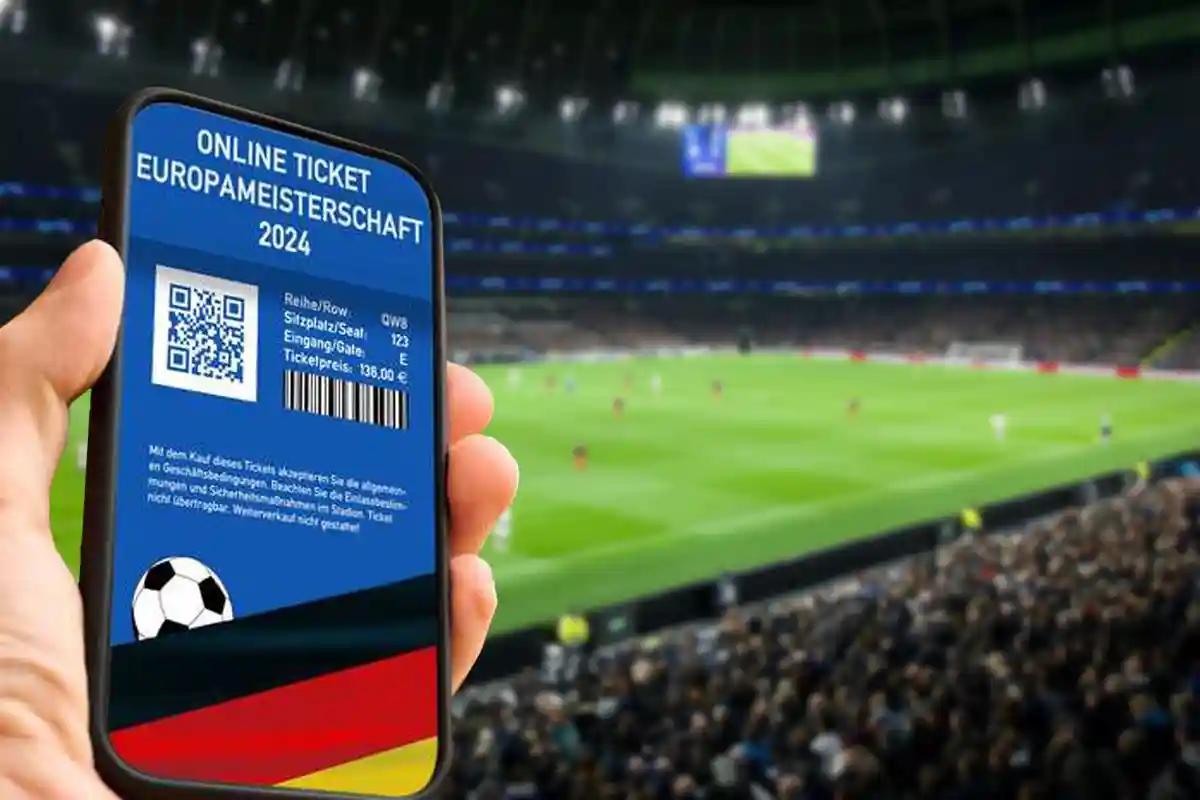 ONLINE TICKET
EUROPAMEISTERSCHAFT
2024
Reihe/Row: QW8
Sitzplatz/Seat: 123
Eingang/Gate: E
Ticketpreis: 138,00 €
Mit dem Kauf dieses Tickets akzeptieren Sie die allgemein-
en Geschäftsbedingungen. Beachten Sie die Einlassbestim-
mungen und Sicherheitsmaßnahmen im Stadion. Ticket
nicht übertragbar. Weiterverkauf nicht gestattet!